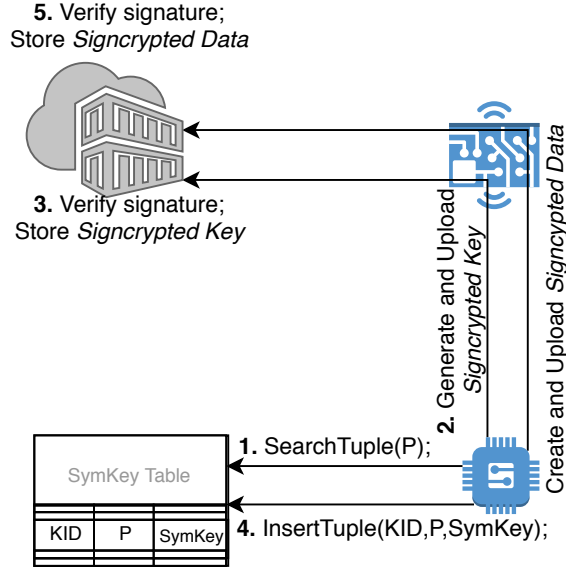 5. Verify signature;
Store Signcrypted Data
3. Verify signature;
Store Signcrypted Key
2. Generate and Upload
Signcrypted Key
Create and Upload Signcypted Data
1. SearchTuple(P);
SymKey Table
KID P SymKey
4. InsertTuple(KID,P,SymKey);